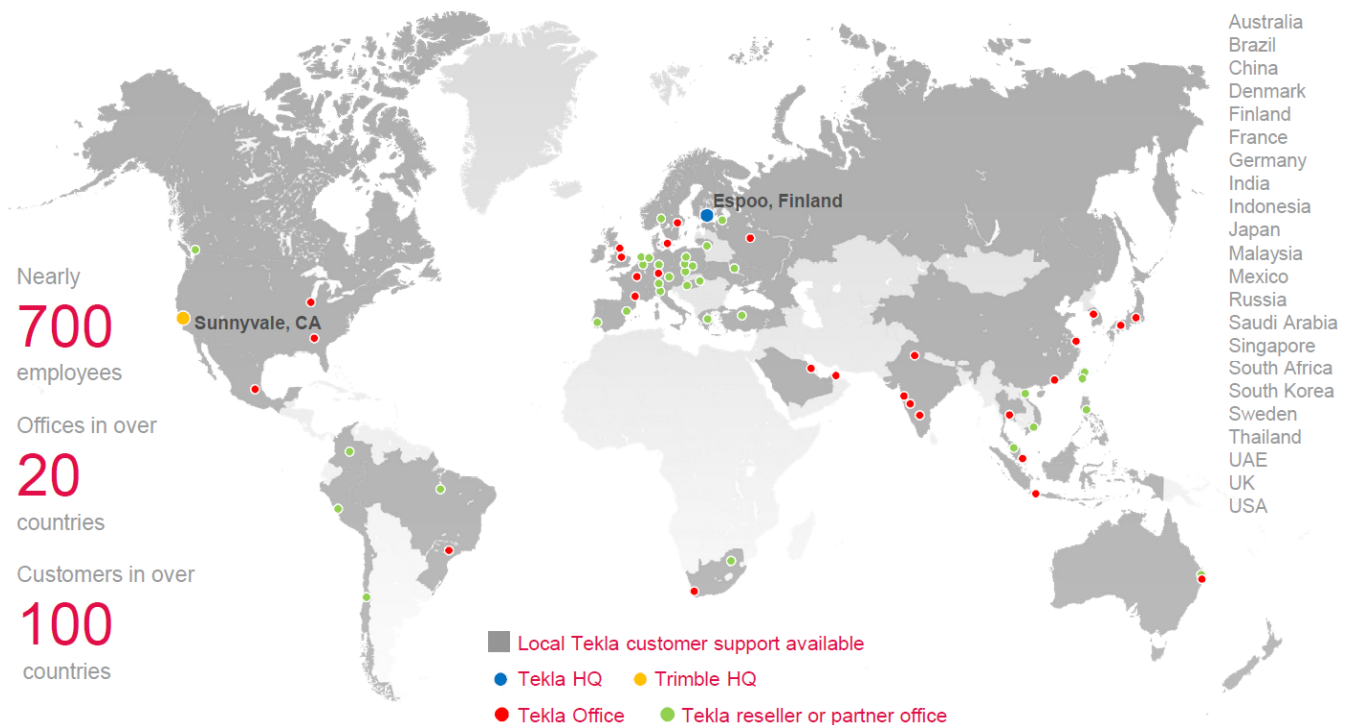 Nearly
700
employees
Offices in over
20
countries
Customers in over
100
countries
Sunnyvale, CA
Espoo, Finland
Local Tekla customer support available
Tekla HQ
Trimble HQ
Tekla Office
Tekla reseller or partner office
Australia
Brazil
China
Denmark
Finland
France
Germany
India
Indonesia
Japan
Malaysia
Mexico
Russia
Saudi Arabia
Singapore
South Africa
South Korea
Sweden
Thailand
UAE
UK
USA